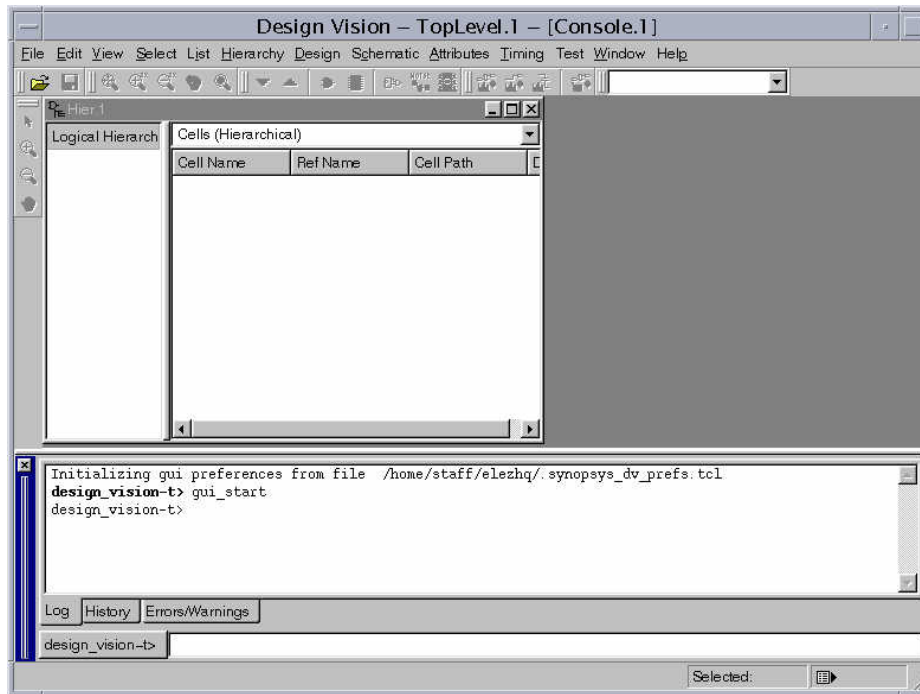 Design Vision – TopLevel.1 – [Console.1]
File Edit View Select List Hierarchy Design Schematic Attributes Timing Test Window Help
Hier.1
Logical Hierarch
Cells (Hierarchical)
Cell Name Ref Name Cell Path D
Initializing gui preferences from file /home/staff/elezhq/.synopsys_dv_prefs.tcl
design_vision-t> gui_start
design_vision-t>
Log History Errors/Warnings
design_vision-t>
Selected: